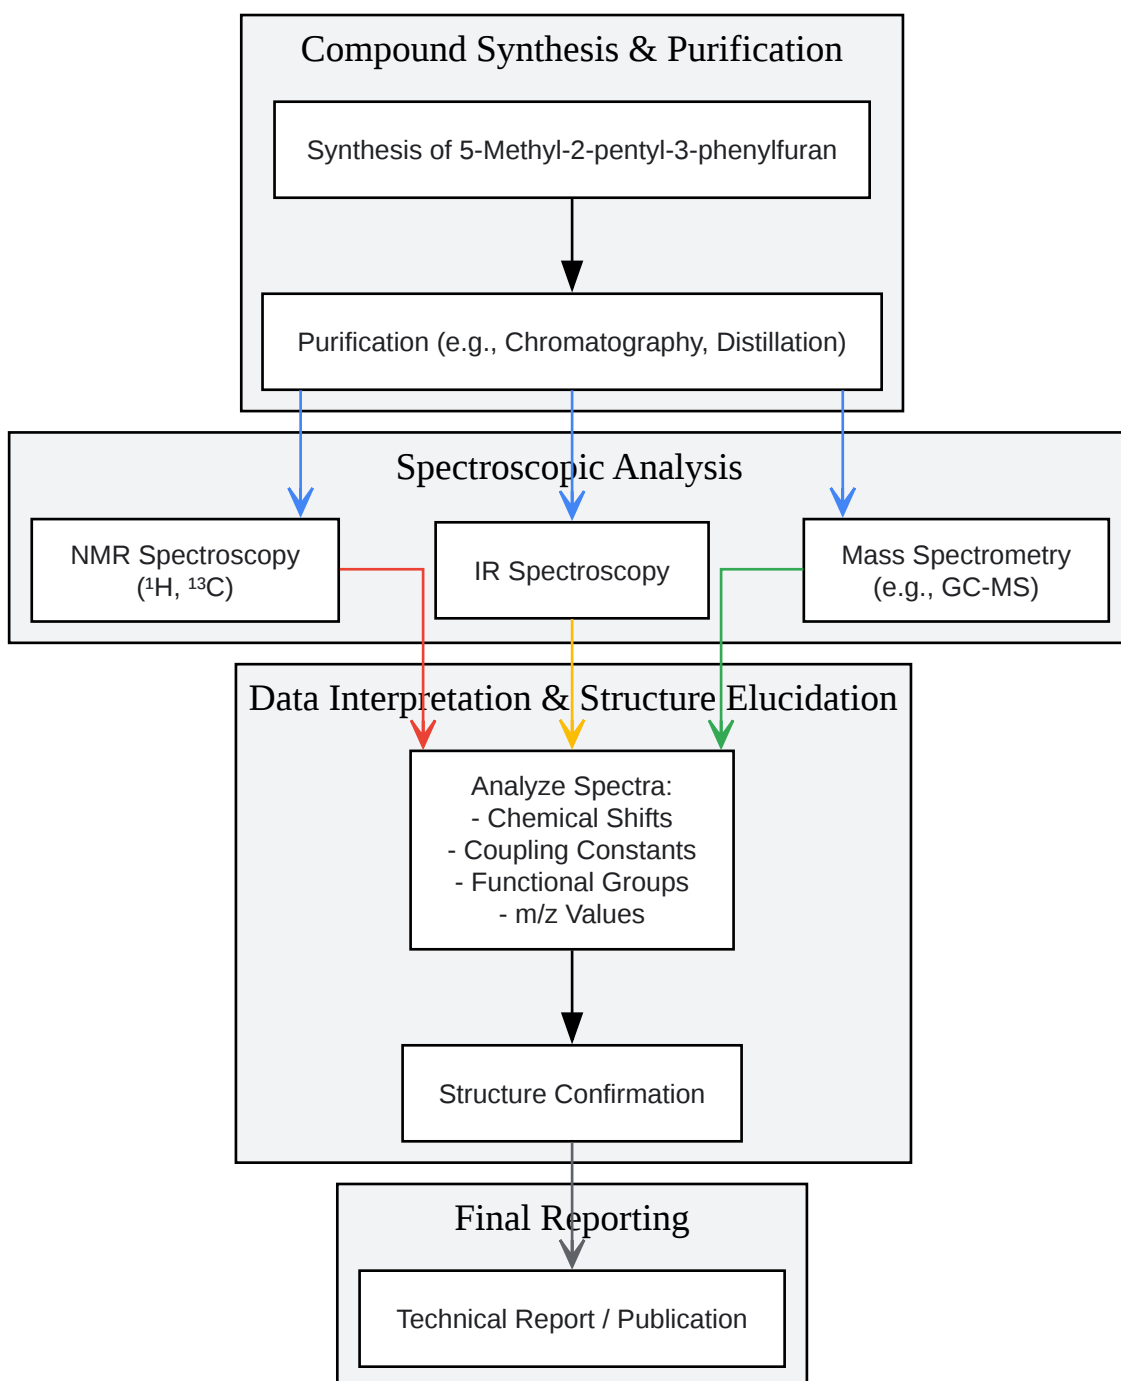 Compound Synthesis & Purification
Synthesis of 5-Methyl-2-pentyl-3-phenylfuran
Purification (e.g., Chromatography, Distillation)
Spectroscopic Analysis
NMR Spectroscopy
(¹H, ¹³C)
IR Spectroscopy
Mass Spectrometry
(e.g., GC-MS)
Data Interpretation & Structure Elucidation
Analyze Spectra:
- Chemical Shifts
- Coupling Constants
- Functional Groups
- m/z Values
Structure Confirmation
Final Reporting
Technical Report / Publication